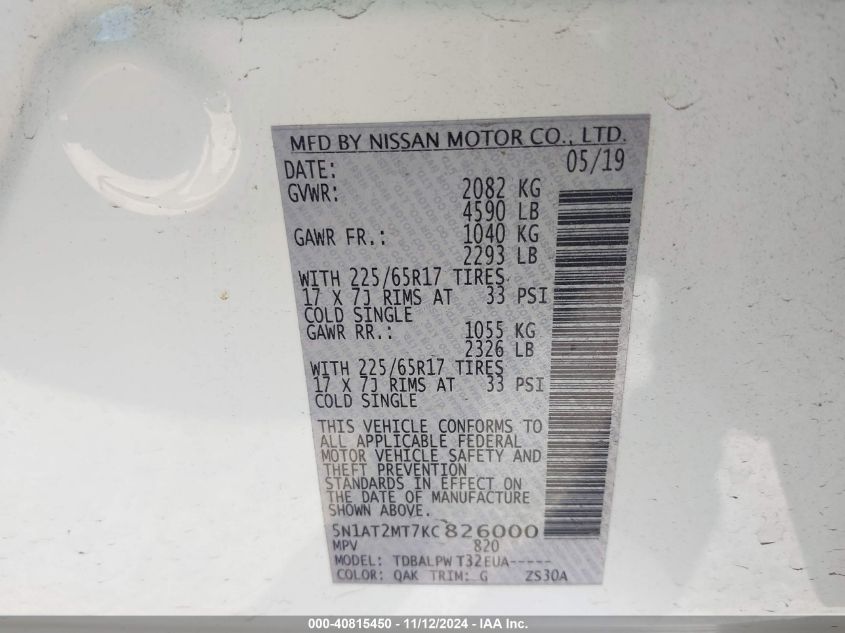 MFD BY NISSAN MOTOR CO., LTD.
DATE: 05/19
GVWR: 2082 KG
4590 LB
GAWR FR.: 1040 KG
2293 LB
WITH 225/65R17 TIRES
17 X 7J RIMS AT 33 PSI
COLD SINGLE
GAWR RR.: 1055 KG
2326 LB
WITH 225/65R17 TIRES
17 X 7J RIMS AT 33 PSI
COLD SINGLE
THIS VEHICLE CONFORMS TO
ALL APPLICABLE FEDERAL
MOTOR VEHICLE SAFETY AND
THEFT PREVENTION
STANDARDS IN EFFECT ON
THE DATE OF MANUFACTURE
SHOWN ABOVE.
5N1AT2MT7KC826000
MPV 820
MODEL: TDBALPW T32EUA-----
COLOR: QAK TRIM: G ZS30A
000-40815450 - 11/12/2024 - IAA Inc.